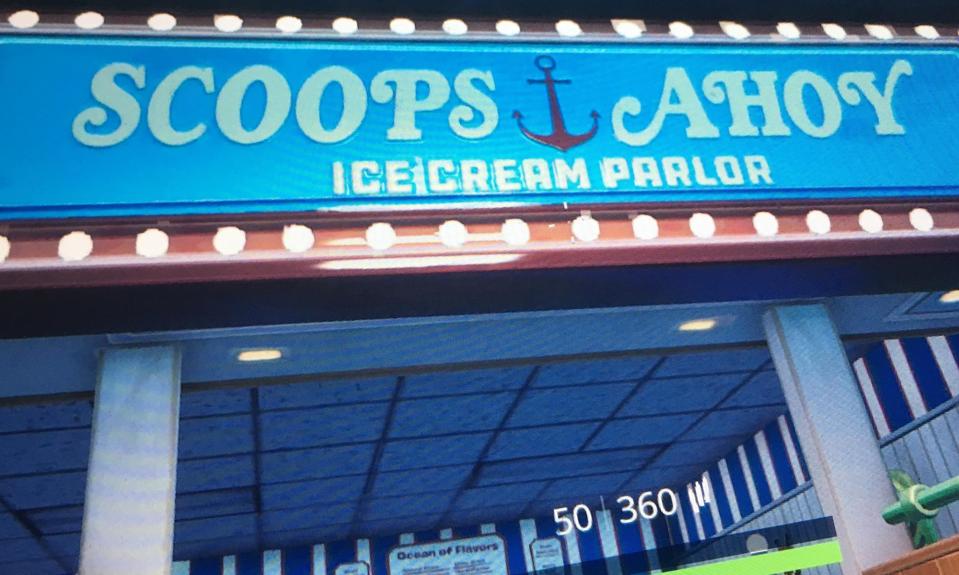 SCOOPS AHOY
ICE CREAM PARLOR
50 360
Ocean of Flavors